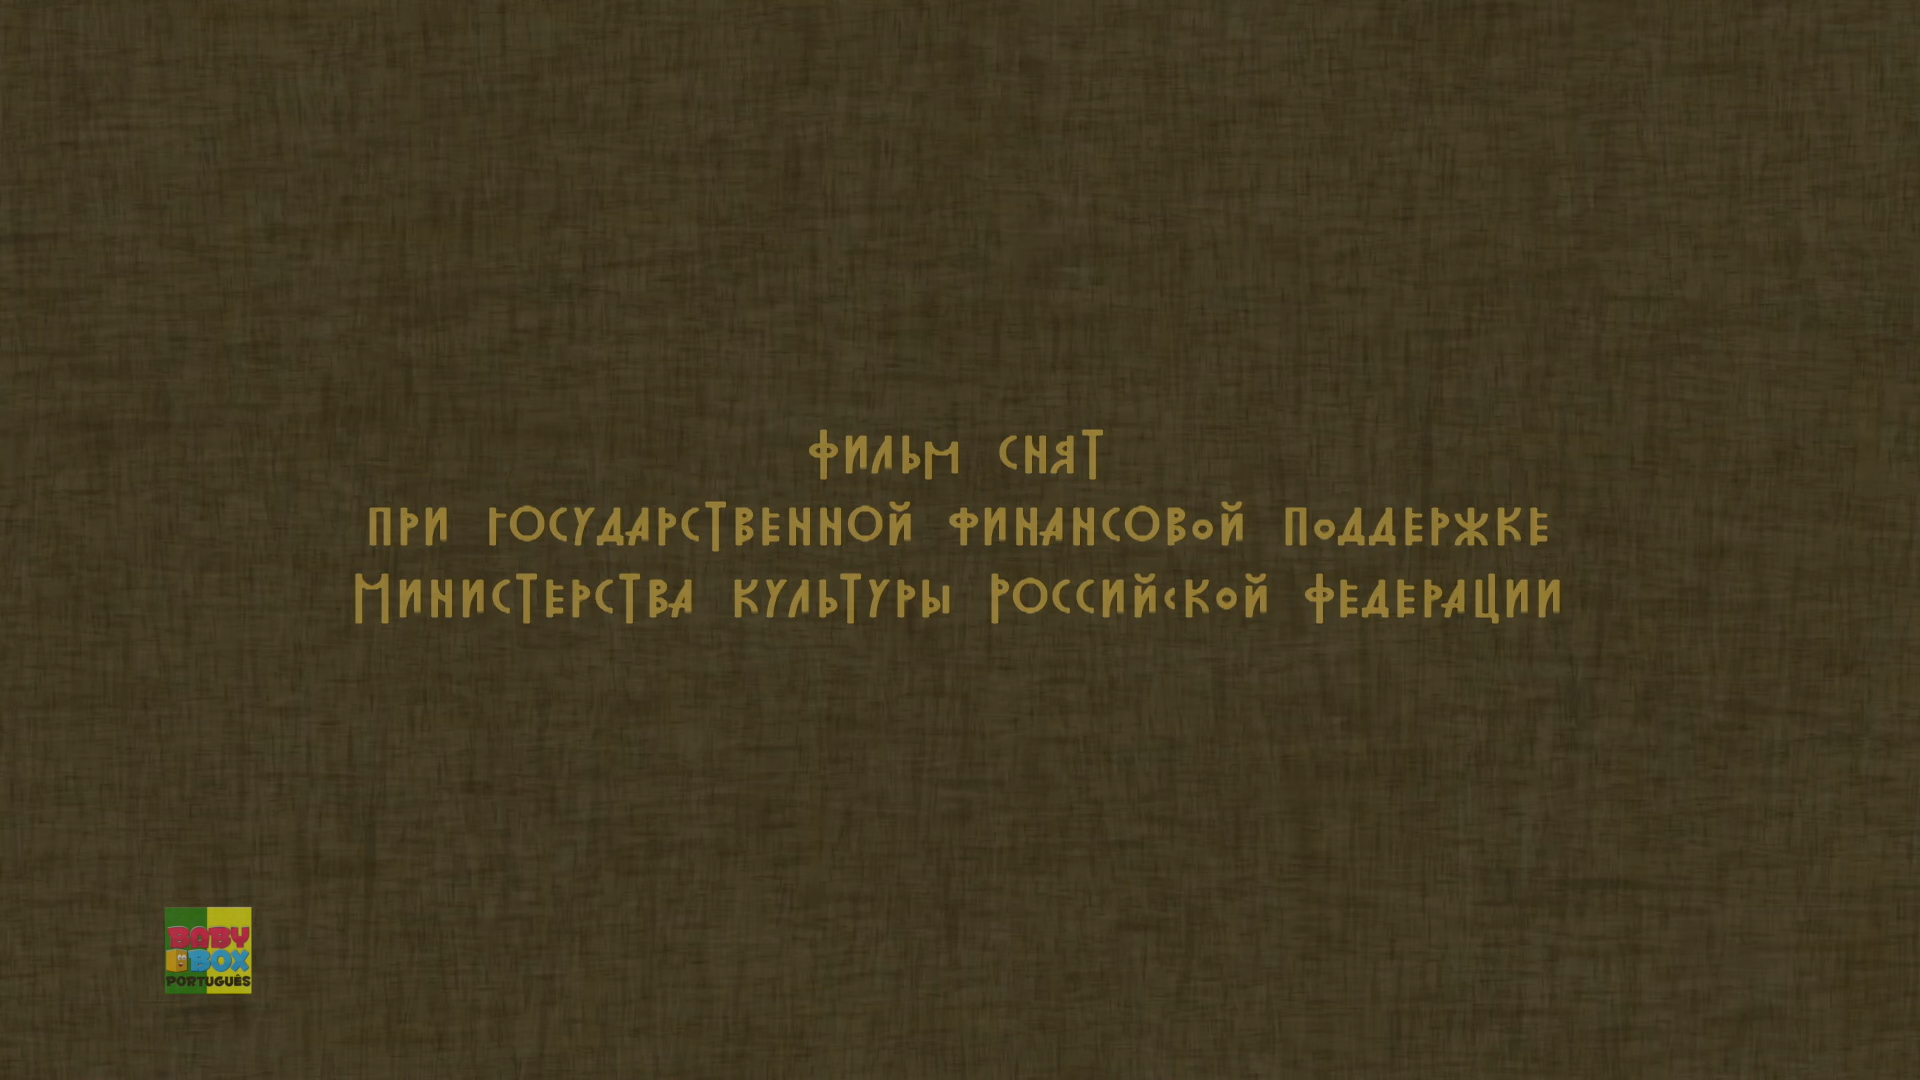 ФИЛЬМ СНЯТ
ПРИ ГОСУДАРСТВЕННОЙ ФИНАНСОВОЙ ПОДДЕРЖКЕ
МИНИСТЕРСТВА КУЛЬТУРЫ РОССИЙСКОЙ ФЕДЕРАЦИИ
BABY
BOX
PORTUGUÊS